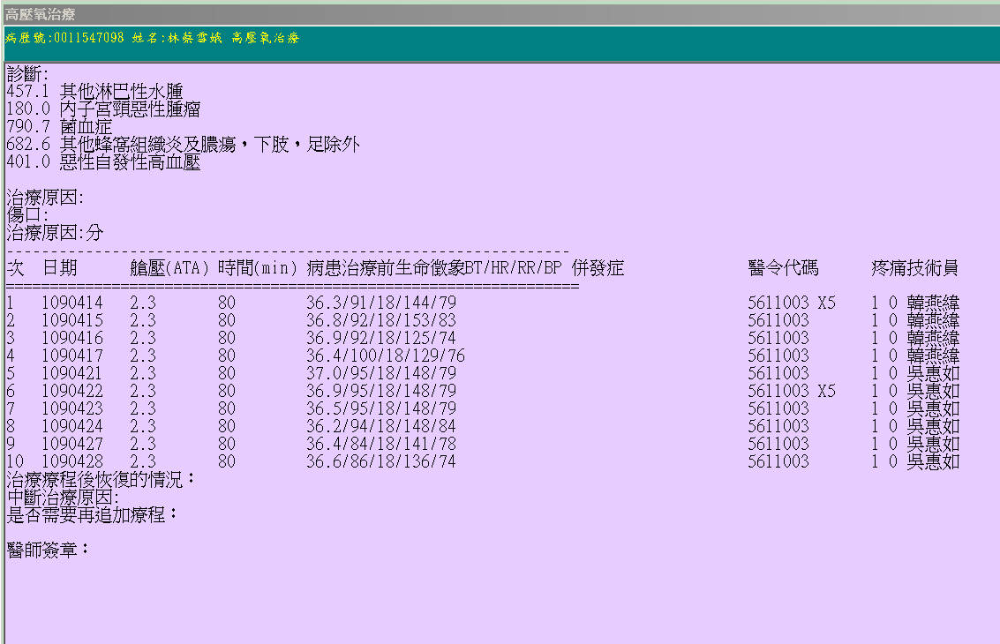 高壓氧治療
病歷號:0011547098 姓名:林蔡雪娥 高壓氧治療
診斷:
457.1 其他淋巴性水腫
180.0 內子宮頸惡性腫瘤
790.7 菌血症
682.6 其他蜂窩組織炎及膿瘍，下肢，足除外
401.0 惡性自發性高血壓
治療原因:
傷口:
治療原因:分
----------------------------------------------------------------
次 日期 艙壓(ATA) 時間(min) 病患治療前生命徵象BT/HR/RR/BP 併發症 醫令代碼 疼痛技術員
=================================================================
1 1090414 2.3 80 36.3/91/18/144/79 5611003 X5 1 0 韓燕緯
2 1090415 2.3 80 36.8/92/18/153/83 5611003 1 0 韓燕緯
3 1090416 2.3 80 36.9/92/18/125/74 5611003 1 0 韓燕緯
4 1090417 2.3 80 36.4/100/18/129/76 5611003 1 0 韓燕緯
5 1090421 2.3 80 37.0/95/18/148/79 5611003 1 0 吳惠如
6 1090422 2.3 80 36.9/95/18/148/79 5611003 X5 1 0 吳惠如
7 1090423 2.3 80 36.5/95/18/148/79 5611003 1 0 吳惠如
8 1090424 2.3 80 36.2/94/18/148/84 5611003 1 0 吳惠如
9 1090427 2.3 80 36.4/84/18/141/78 5611003 1 0 吳惠如
10 1090428 2.3 80 36.6/86/18/136/74 5611003 1 0 吳惠如
治療療程後恢復的情況：
中斷治療原因:
是否需要再追加療程：
醫師簽章：